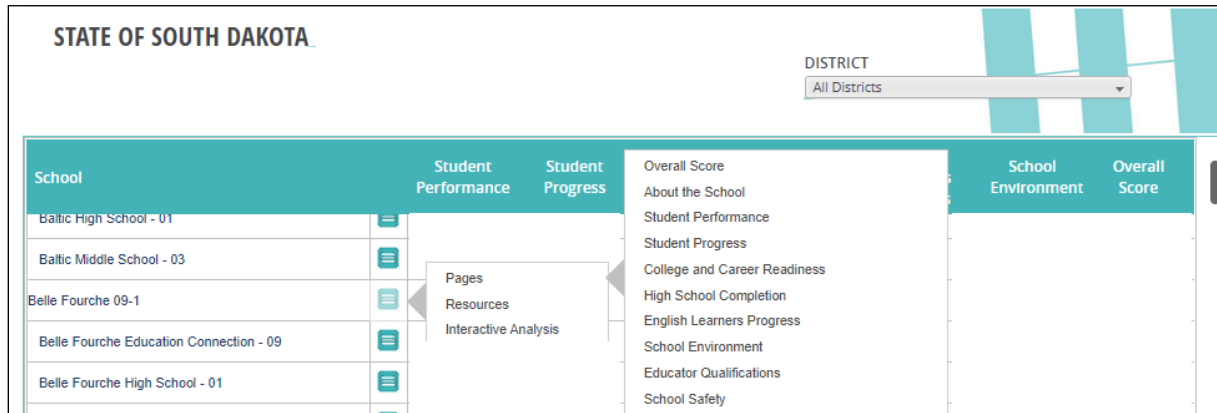 STATE OF SOUTH DAKOTA
DISTRICT
All Districts
School
Student Performance
Student Progress
School Environment
Overall Score
Baltic High School - 01
Baltic Middle School - 03
Belle Fourche 09-1
Belle Fourche Education Connection - 09
Belle Fourche High School - 01
Pages
Resources
Interactive Analysis
Overall Score
About the School
Student Performance
Student Progress
College and Career Readiness
High School Completion
English Learners Progress
School Environment
Educator Qualifications
School Safety